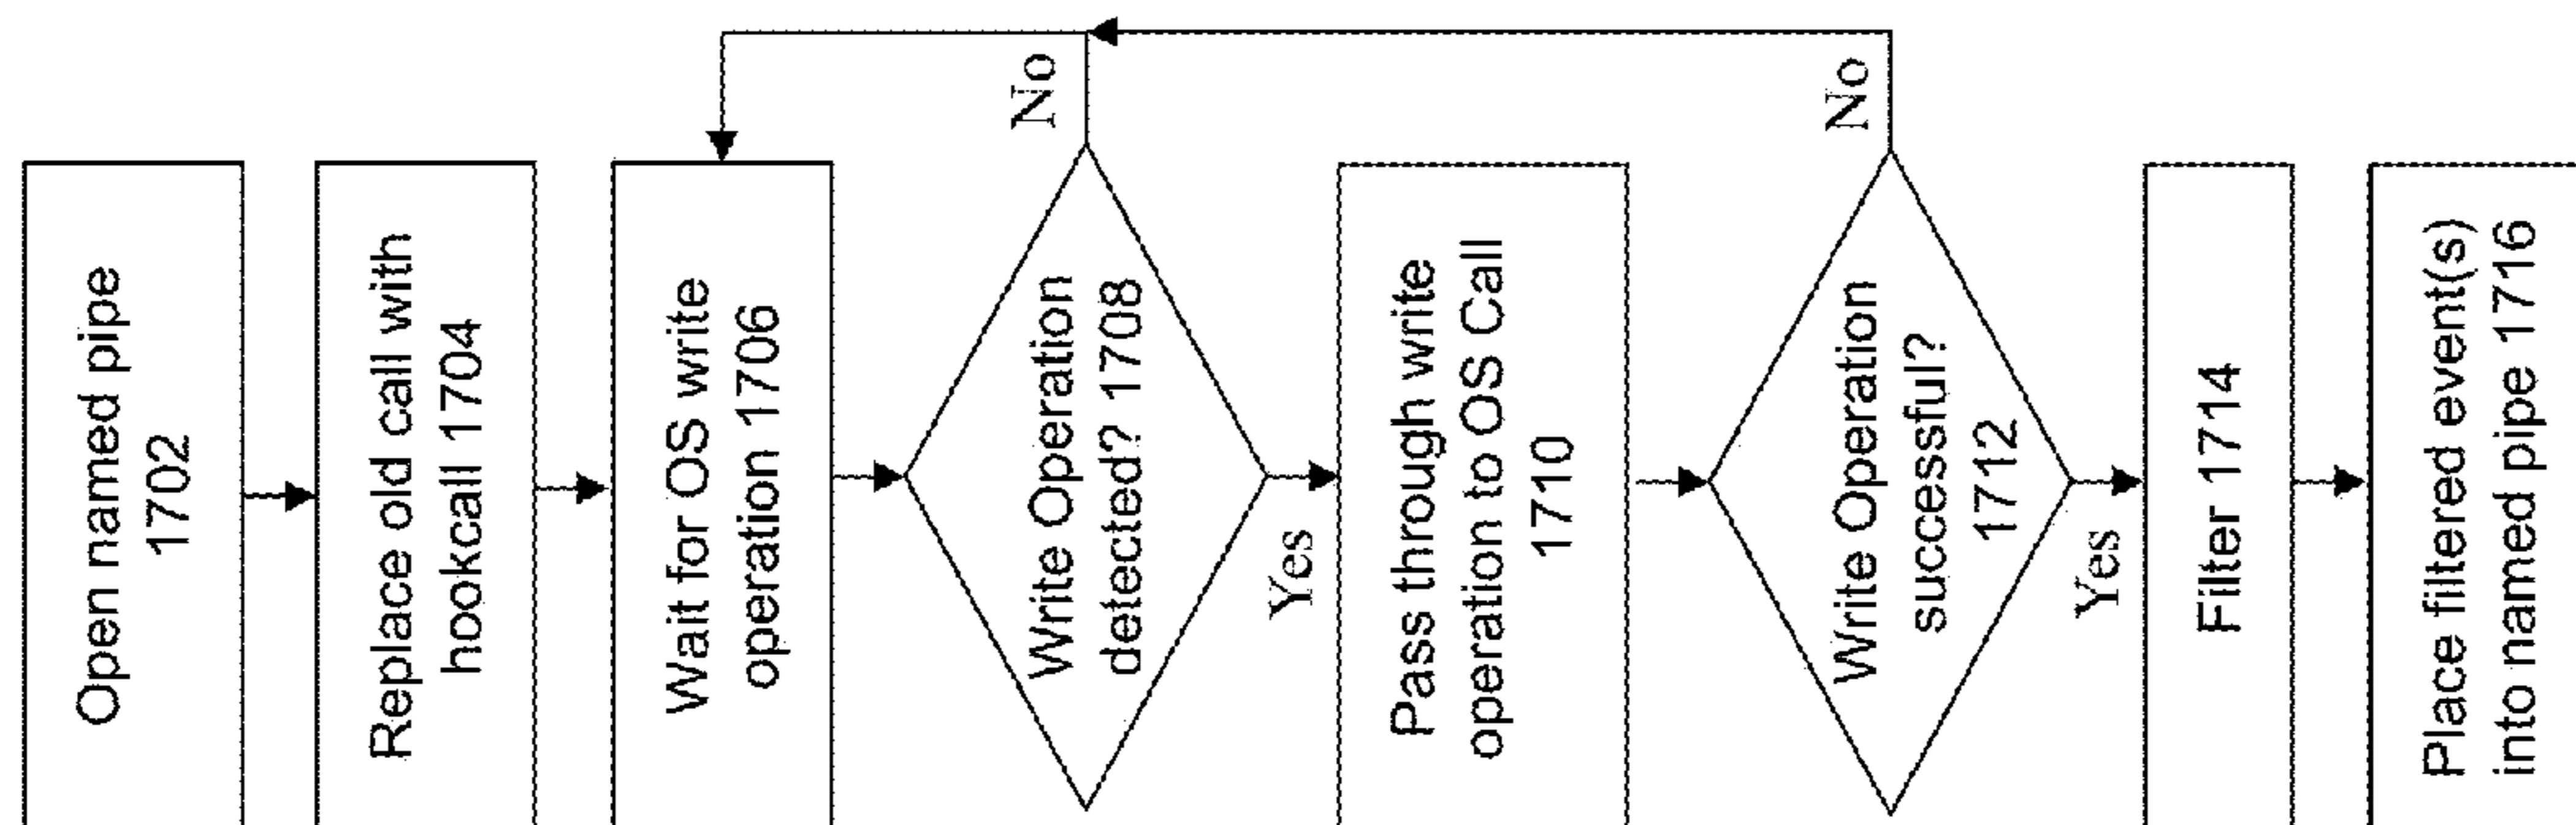 Open named pipe
1702
Replace old call with
hookcall 1704
Wait for OS write
operation 1706
Write Operation
detected? 1708
No
Yes
Pass through write
operation to OS Call
1710
Write Operation
successful?
1712
No
Yes
Filter 1714
Place filtered event(s)
into named pipe 1716